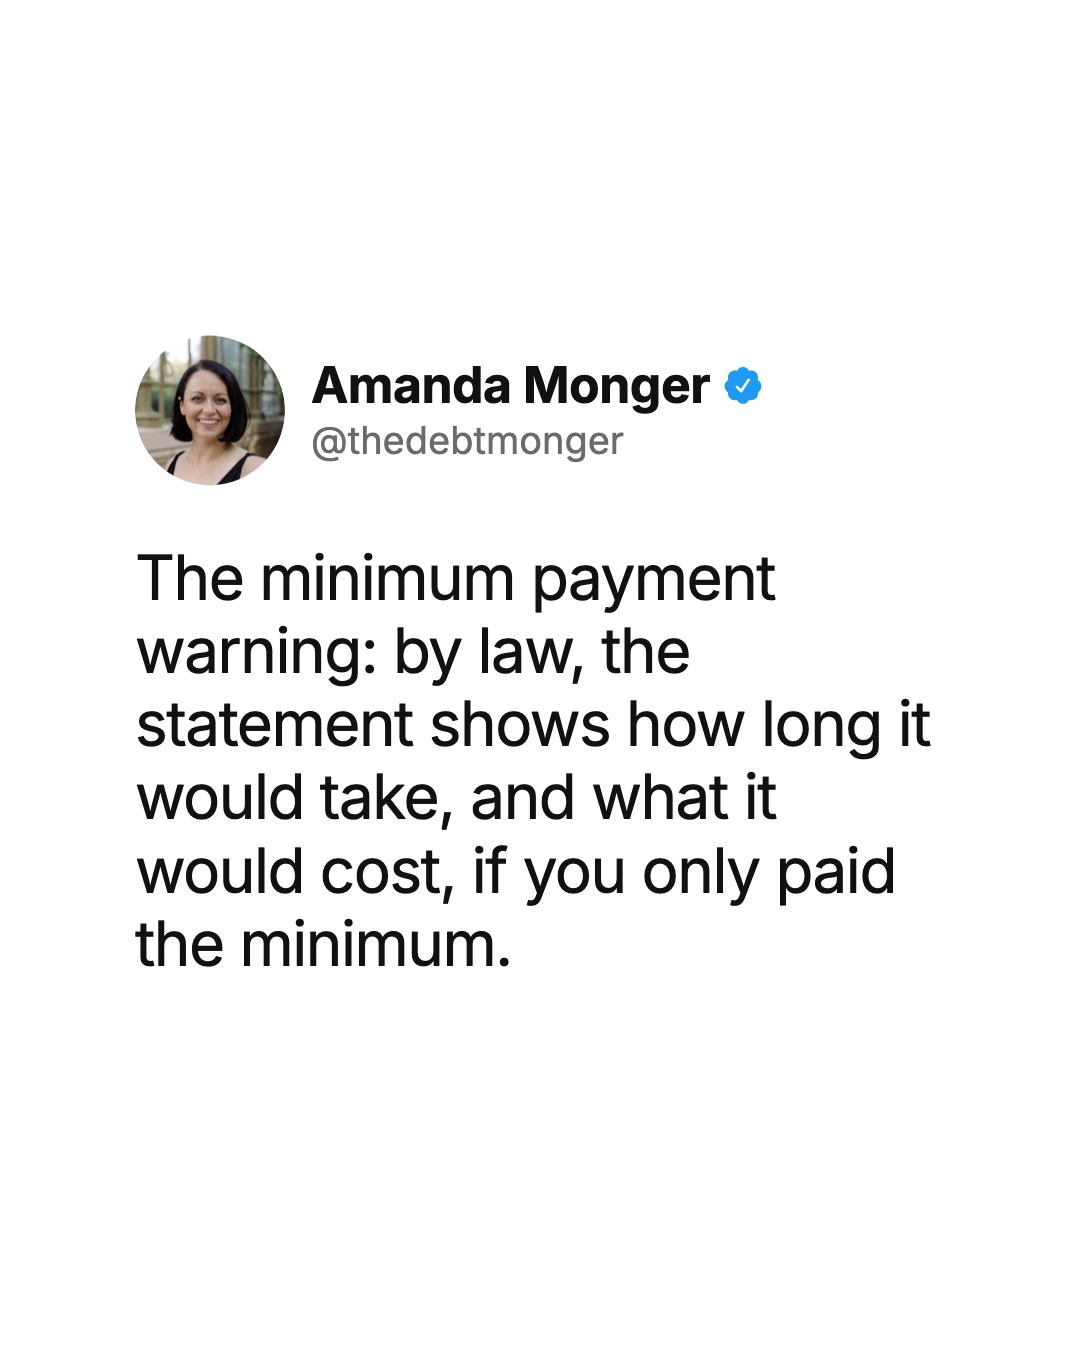 Amanda Monger
@thedebtmonger
The minimum payment
warning: by law, the
statement shows how long it
would take, and what it
would cost, if you only paid
the minimum.